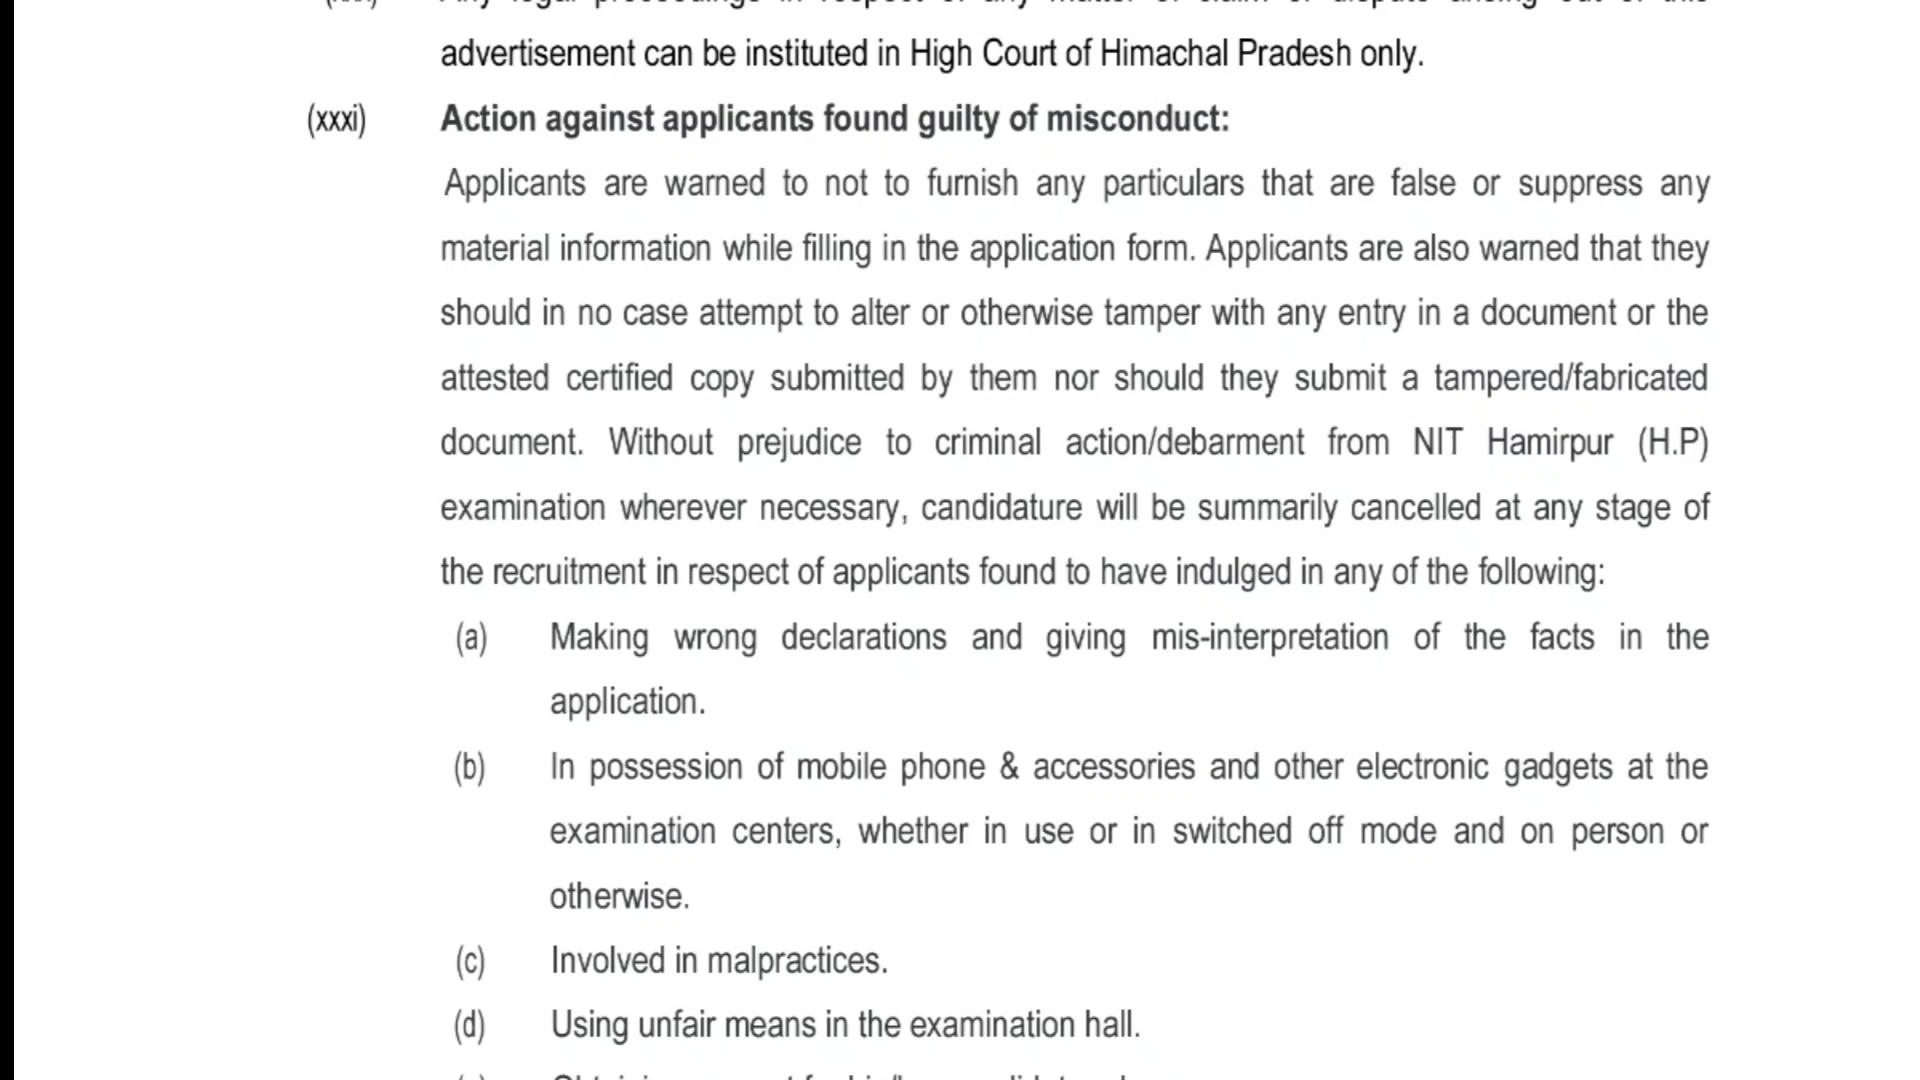 advertisement can be instituted in High Court of Himachal Pradesh only.
(xxxi) Action against applicants found guilty of misconduct:
Applicants are warned to not to furnish any particulars that are false or suppress any
material information while filling in the application form. Applicants are also warned that they
should in no case attempt to alter or otherwise tamper with any entry in a document or the
attested certified copy submitted by them nor should they submit a tampered/fabricated
document. Without prejudice to criminal action/debarment from NIT Hamirpur (H.P)
examination wherever necessary, candidature will be summarily cancelled at any stage of
the recruitment in respect of applicants found to have indulged in any of the following:
(a) Making wrong declarations and giving mis-interpretation of the facts in the
application.
(b) In possession of mobile phone & accessories and other electronic gadgets at the
examination centers, whether in use or in switched off mode and on person or
otherwise.
(c) Involved in malpractices.
(d) Using unfair means in the examination hall.